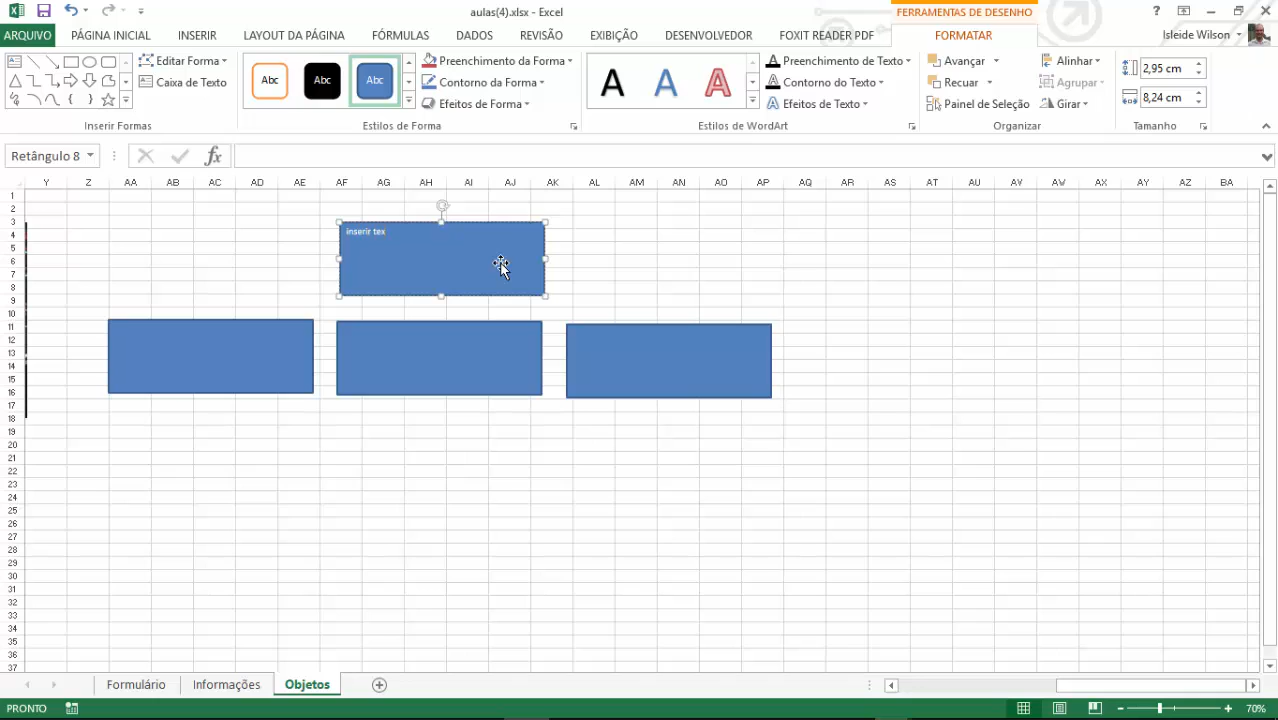 aulas(4).xlsx - Excel
FERRAMENTAS DE DESENHO
?
ARQUIVO PÁGINA INICIAL INSERIR LAYOUT DA PÁGINA FÓRMULAS DADOS REVISÃO EXIBIÇÃO DESENVOLVEDOR FOXIT READER PDF FORMATAR Isleide Wilson
Editar Forma
Caixa de Texto
Inserir Formas
Abc Abc Abc
Preenchimento da Forma
Contorno da Forma
Efeitos de Forma
Estilos de Forma
A A A
Preenchimento de Texto
Contorno do Texto
Efeitos de Texto
Estilos de WordArt
Avançar
Recuar
Painel de Seleção
Alinhar
Agrupar
Girar
Organizar
2,95 cm
8,24 cm
Tamanho
Retângulo 8
fx
Y Z AA AB AC AD AE AF AG AH AI AJ AK AL AM AN AO AP AQ AR AS AT AU AV AW AX AY AZ BA
1
2
3
4
inserir tex
5
6
7
8
9
10
11
12
13
14
15
16
17
18
19
20
21
22
23
24
25
26
27
28
29
30
31
32
33
34
35
36
37
Formulário Informações Objetos
PRONTO
70%